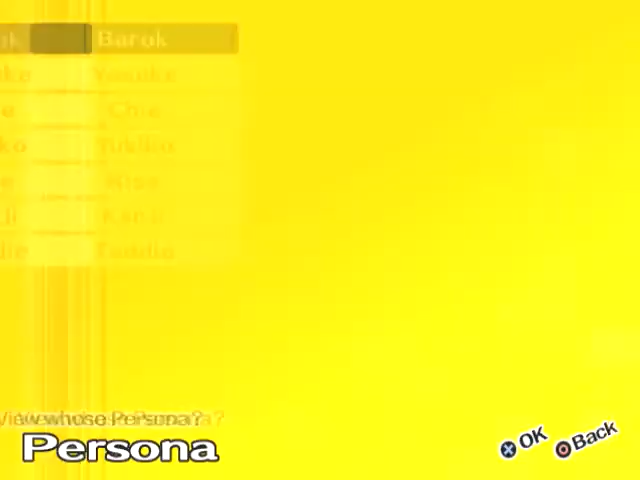 Barok
Yosuke
Chie
Yukiko
Rise
Kanji
Teddie
View whose Persona?
Persona
OK
Back